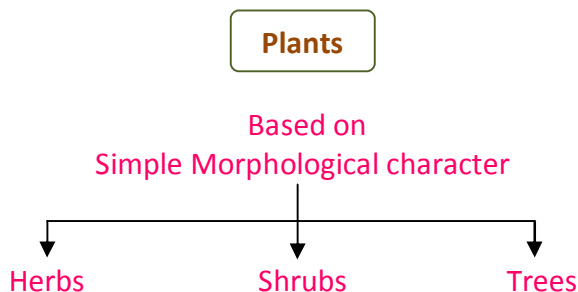 Plants
Based on
Simple Morphological character
Herbs Shrubs Trees